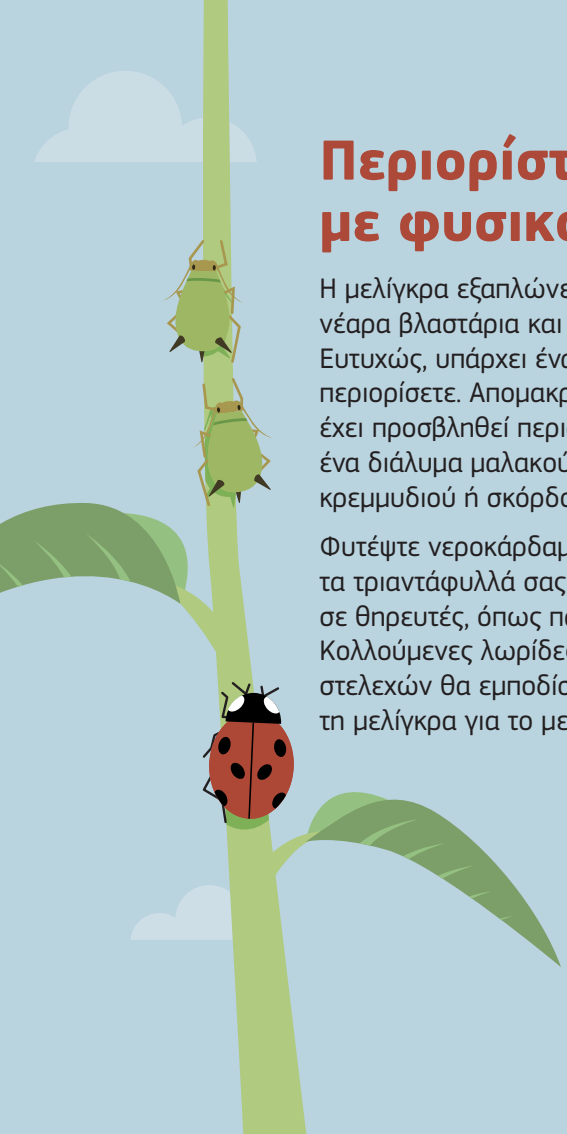 Περιορίστ
με φυσικ
Η μελίγκρα εξαπλώνε
νέαρα βλαστάρια και
Ευτυχώς, υπάρχει ένα
περιορίσετε. Απομακρ
έχει προσβληθεί περι
ένα διάλυμα μαλακού
κρεμμυδιού ή σκόρδο
Φυτέψτε νεροκάρδαμ
τα τριαντάφυλλά σας
σε θηρευτές, όπως πα
Κολλούμενες λωρίδες
στελεχών θα εμποδίσ
τη μελίγκρα για το με